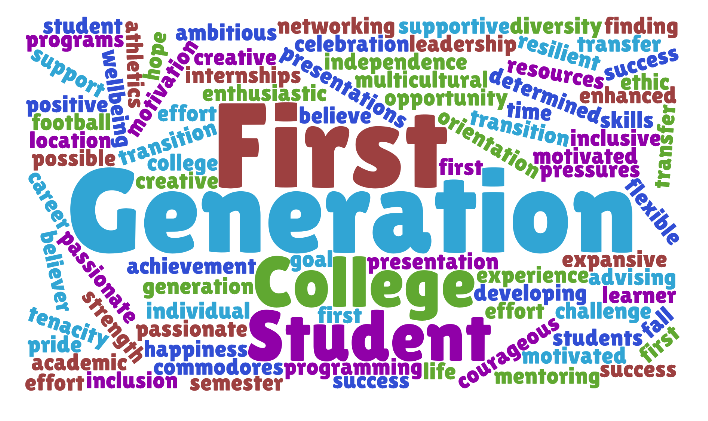 student
programs
athletics
hope
ambitious
networking
supportive
diversity
finding
celebration
leadership
resilient
transfer
support
wellbeing
motivation
creative
internships
presentations
independence
multicultural
resources
success
enthusiastic
opportunity
determined
ethic
enhanced
positive
football
location
possible
effort
transition
college
creative
believe
orientation
time
transition
skills
inclusive
motivated
pressures
transfer
First
first
Generation
career
believer
passionate
flexible
achievement
goal
presentation
expansive
generation
College
experience
advising
developing
learner
individual
first
effort
challenge
fall
tenacity
strength
passionate
Student
courageous
students
first
pride
happiness
motivated
academic
commodores
programming
life
mentoring
success
effort
inclusion
semester
success